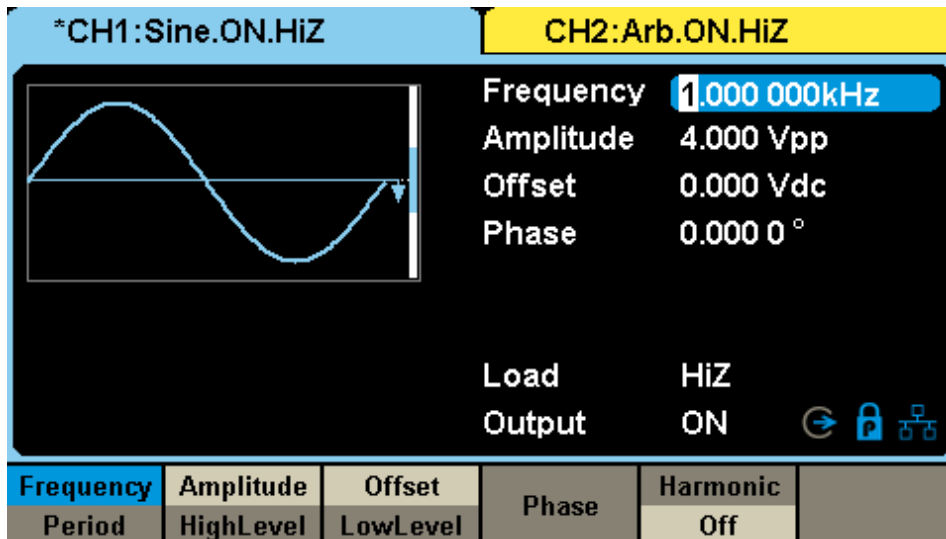 *CH1:Sine.ON.HiZ CH2:Arb.ON.HiZ
Frequency 1.000 000kHz
Amplitude 4.000 Vpp
Offset 0.000 Vdc
Phase 0.000 0 °
Load HiZ
Output ON
Frequency Amplitude Offset Phase Harmonic
Period HighLevel LowLevel Off